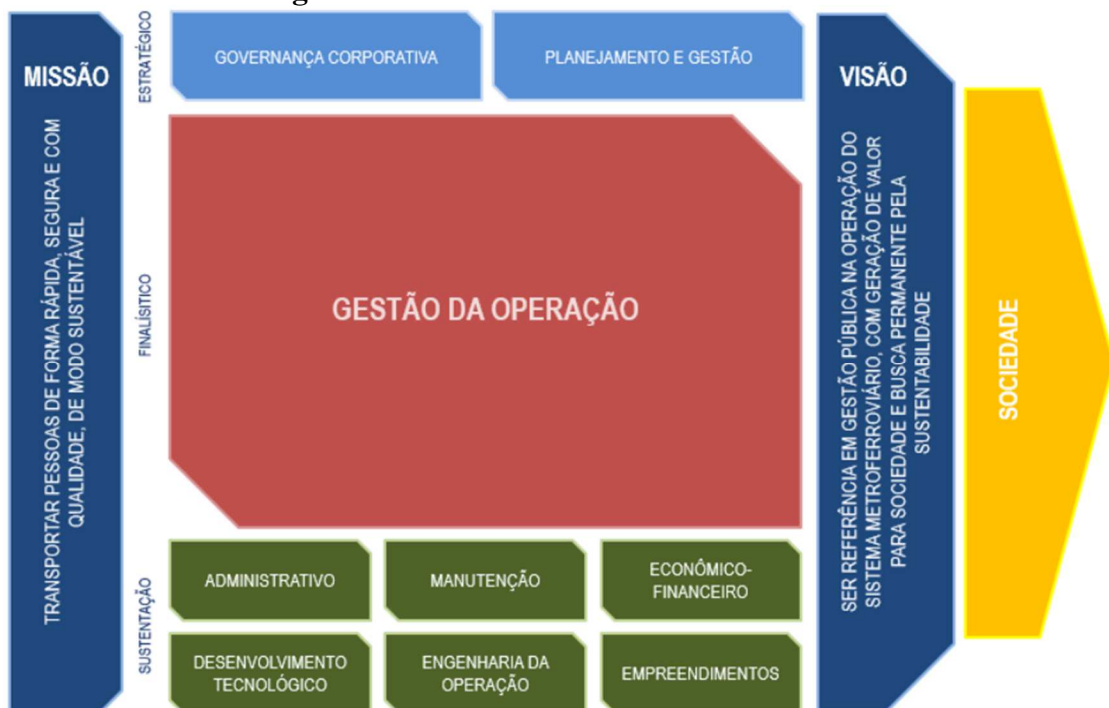 MISSÃO
TRANSPORTAR PESSOAS DE FORMA RÁPIDA, SEGURA E COM
QUALIDADE, DE MODO SUSTENTÁVEL
ESTRATÉGICO
GOVERNANÇA CORPORATIVA
PLANEJAMENTO E GESTÃO
FINALÍSITICO
GESTÃO DA OPERAÇÃO
SUSTENTAÇÃO
ADMINISTRATIVO
MANUTENÇÃO
ECONÔMICO-
FINANCEIRO
DESENVOLVIMENTO
TECNOLÓGICO
ENGENHARIA DA
OPERAÇÃO
EMPREENDIMENTOS
VISÃO
SER REFERÊNCIA EM GESTÃO PÚBLICA NA OPERAÇÃO DO
SISTEMA METROFERROVIÁRIO, COM GERAÇÃO DE VALOR
PARA SOCIEDADE E BUSCA PERMANENTE PELA
SUSTENTABILIDADE
SOCIEDADE